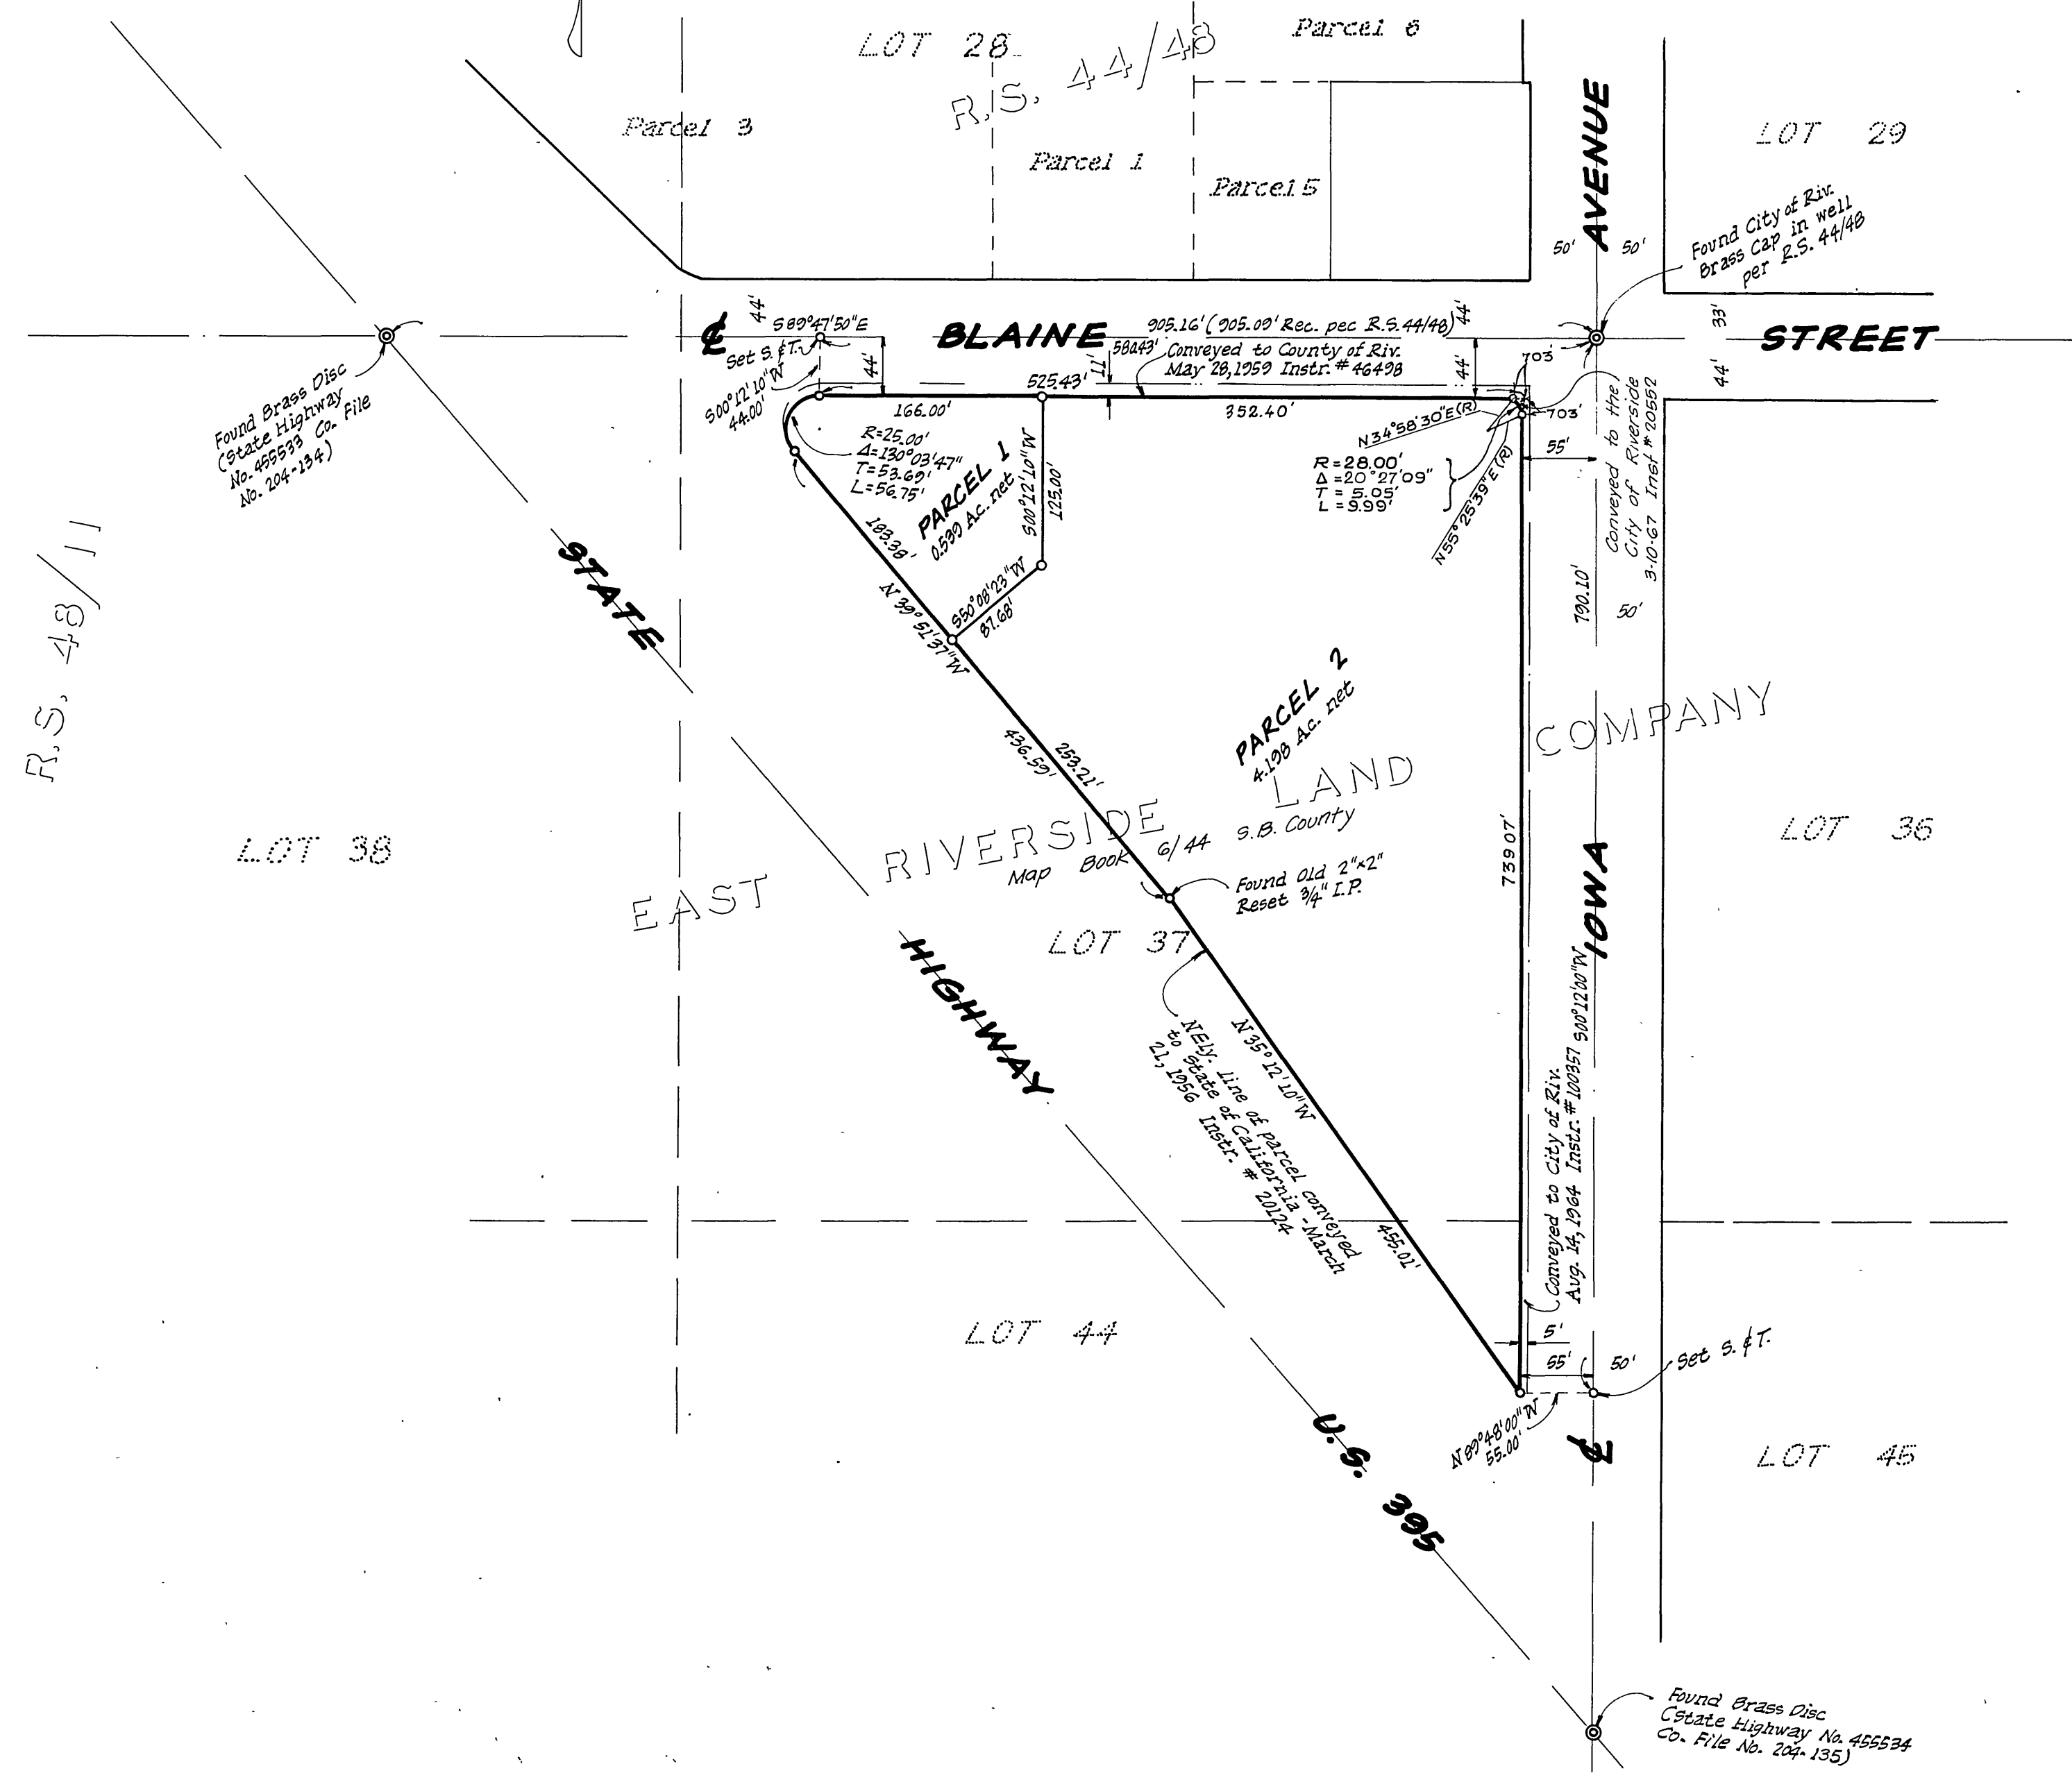 LOT 28
R.S. 44/48
Parcel 6
Parcel 3
Parcel 1
Parcel 5
AVENUE
LOT 29
50' 50'
Found City of Riv.
Brass Cap in well
per R.S. 44/48
44'
S89°47'50"E
Set S. & T.
℄
BLAINE
905.16' (905.09' Rec. pec R.S. 44/48)
44'
33'
STREET
44'
44'
11'
580.43'
Conveyed to County of Riv.
May 28, 1959 Instr. # 46498
44'
703'
703'
S00°12'10"W
44.00'
525.43'
166.00'
352.40'
N34°58'30"E (R)
N55°25'39"E (R)
55'
Found Brass Disc
(State Highway
No. 455533 Co. File
No. 204-134)
R=25.00'
Δ=130°03'47"
T=53.69'
L=56.75'
PARCEL 1
0.539 Ac. net
S00°12'10"W
125.00'
R=28.00'
Δ=20°27'09"
T=5.05'
L=9.99'
Conveyed to the
City of Riverside
3-10-67 Inst # 20552
790.10'
50'
R.S. 48/11
STATE
183.38'
N 39°51'37"W
S50°08'23"W
87.68'
PARCEL 2
4.198 Ac. net
436.59'
253.21'
EAST RIVERSIDE LAND COMPANY
Map Book 6/44 S.B. County
LOT 38
LOT 36
739 07'
IOWA
Found Old 2"x2"
Reset 3/4" I.P.
LOT 37
HIGHWAY
NEly. line of parcel conveyed
to State of California - March
21, 1956 Instr. # 20124
N 35°12'10"W
455.01'
S00°12'00"W
Conveyed to City of Riv.
Aug. 14, 1964 Instr. # 100357
LOT 44
5'
55' 50'
Set S. & T.
N 89°48'00"W
55.00'
℄
LOT 45
U.S. 395
Found Brass Disc
(State Highway No. 455534
Co. File No. 204-135)